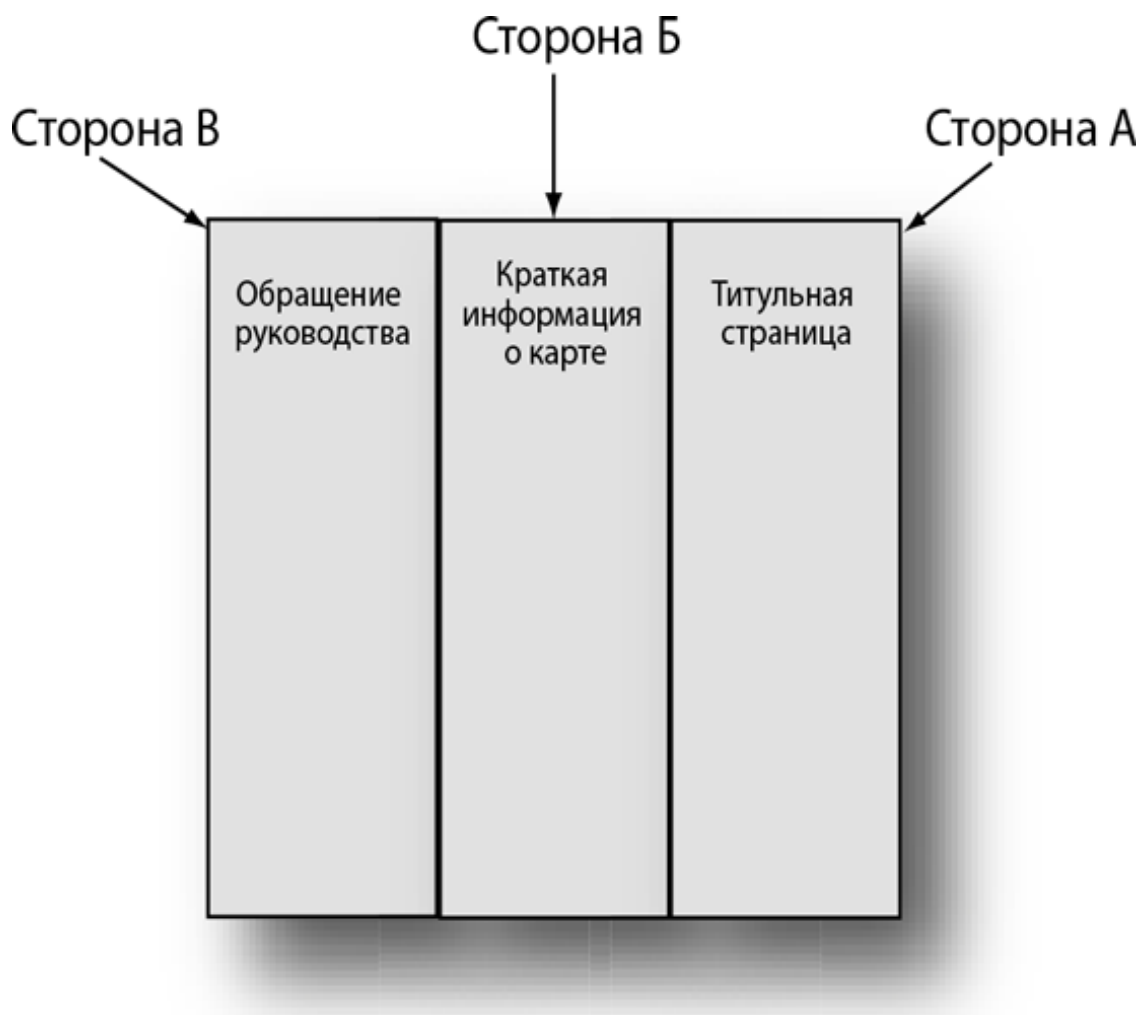 Сторона Б
Сторона В
Сторона А
Обращение
руководства
Краткая
информация
о карте
Титульная
страница